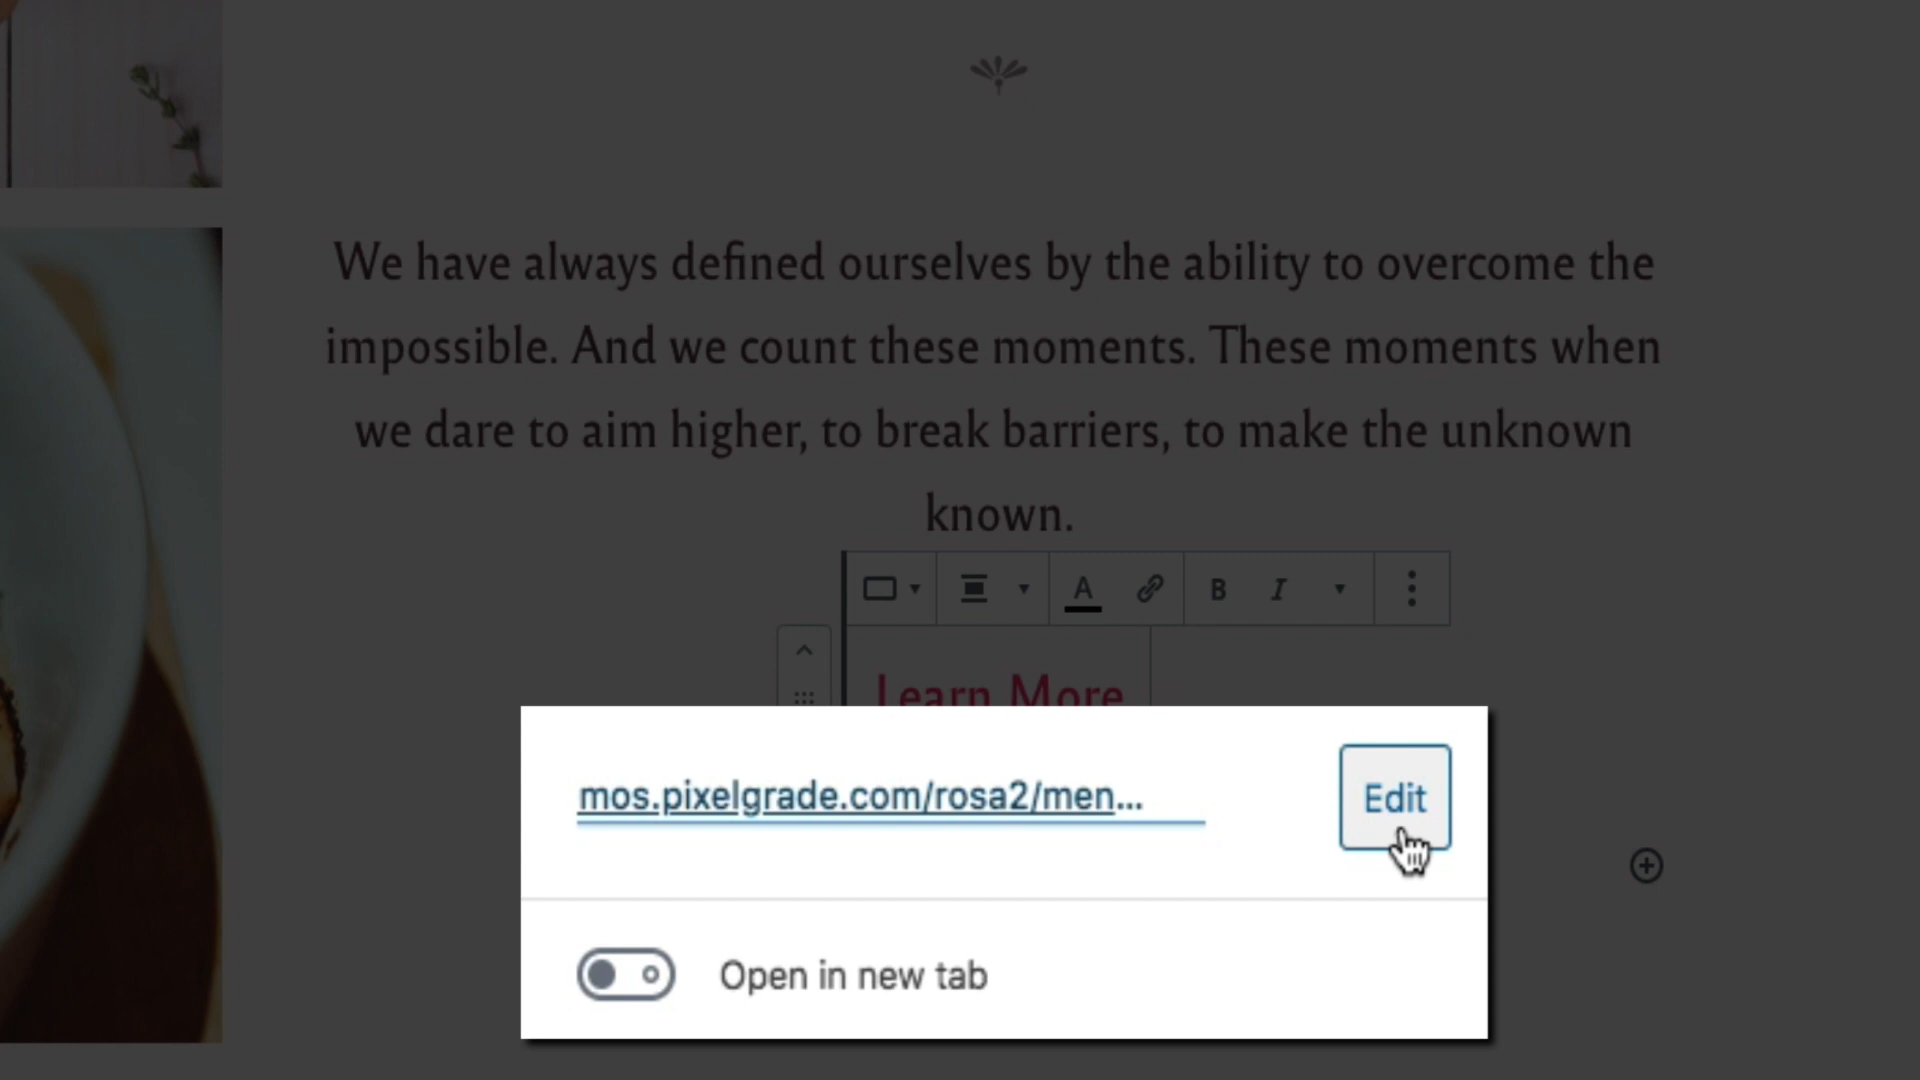 We have always defined ourselves by the ability to overcome the
impossible. And we count these moments. These moments when
we dare to aim higher, to break barriers, to make the unknown
known.
A B I
Learn More
mos.pixelgrade.com/rosa2/men...
Edit
Open in new tab